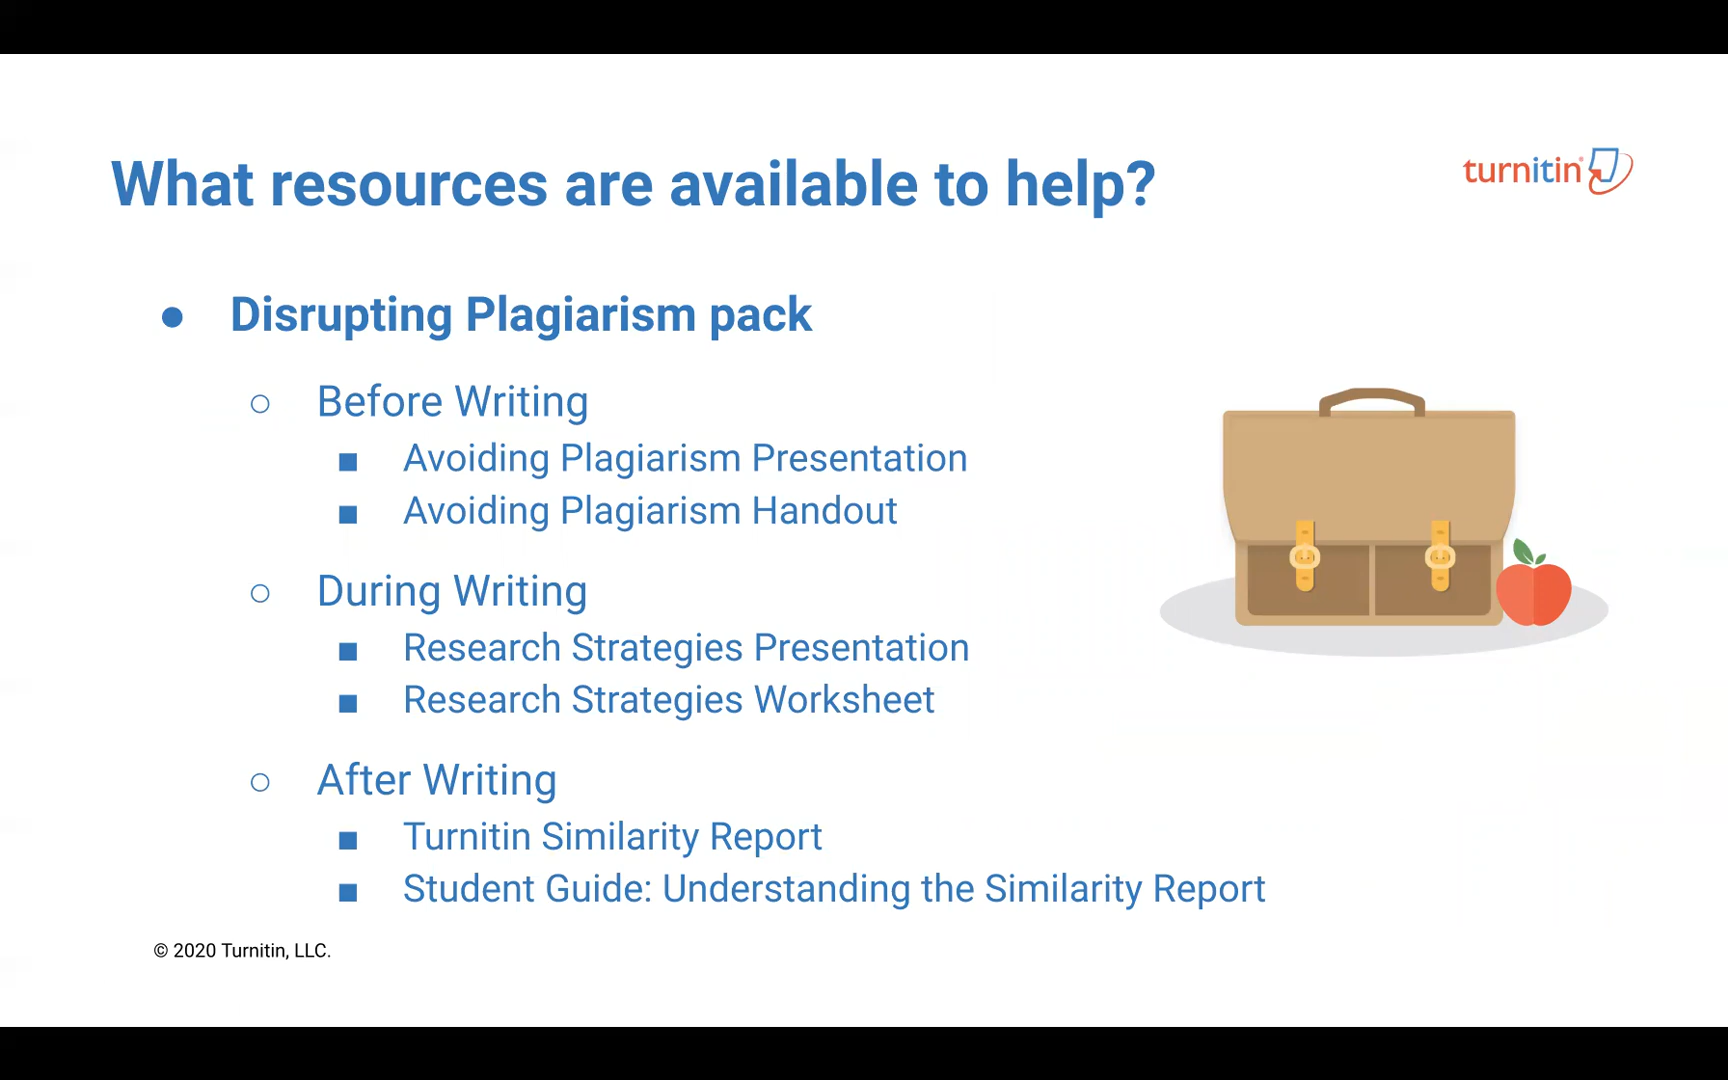 What resources are available to help?
turnitin
● Disrupting Plagiarism pack
○ Before Writing
■ Avoiding Plagiarism Presentation
■ Avoiding Plagiarism Handout
○ During Writing
■ Research Strategies Presentation
■ Research Strategies Worksheet
○ After Writing
■ Turnitin Similarity Report
■ Student Guide: Understanding the Similarity Report
© 2020 Turnitin, LLC.